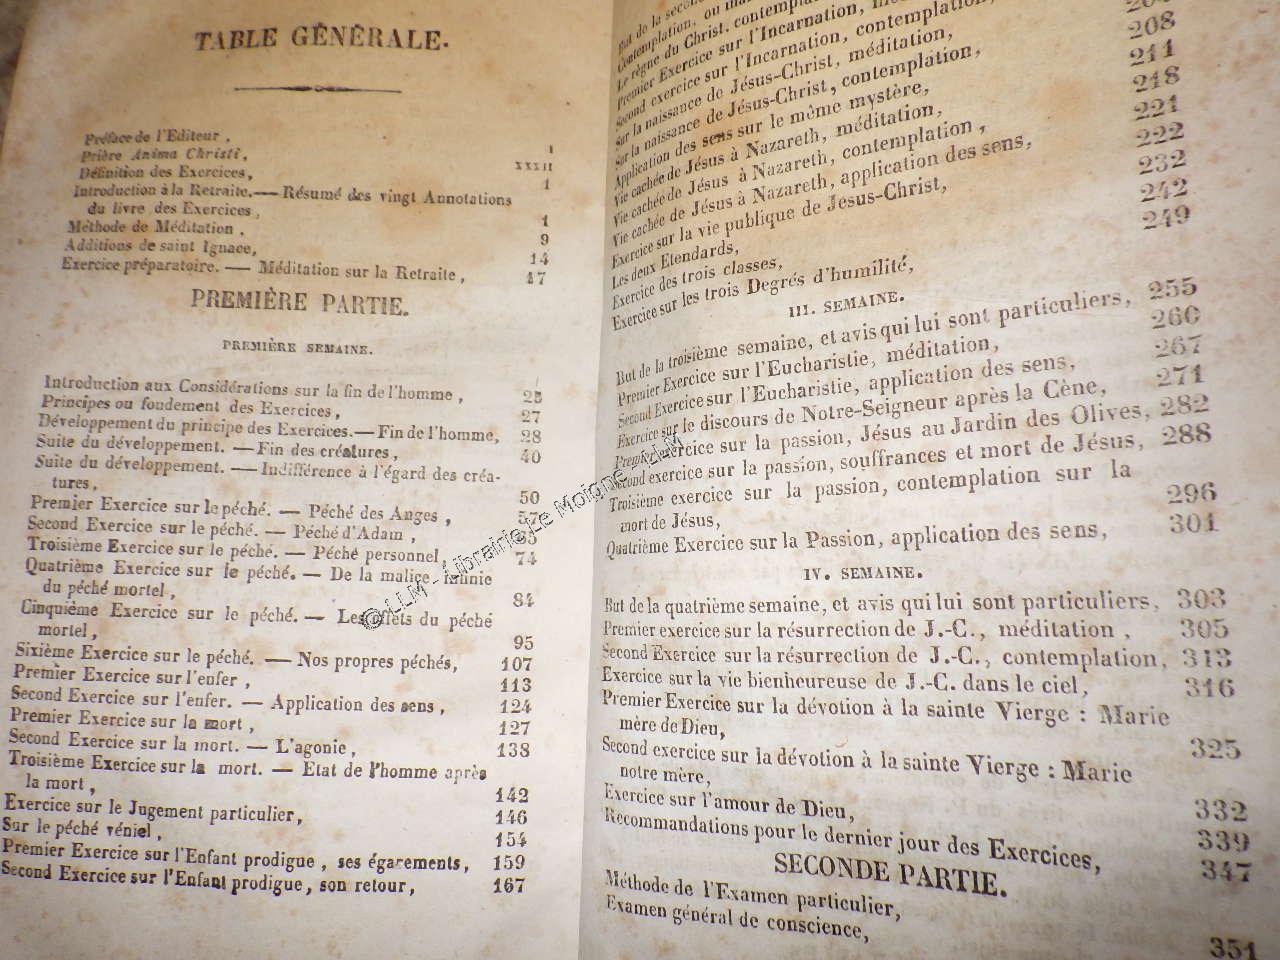 TABLE GÉNÉRALE.
Préface de l'Editeur, 1
Prière Anima Christi, XXXII
Définition des Exercices, 1
Introduction à la Retraite.—Résumé des vingt Annotations
du livre des Exercices, 1
Méthode de Méditation. 9
Additions de saint Ignace, 14
Exercice préparatoire. — Méditation sur la Retraite, 17
PREMIÈRE PARTIE.
PREMIÈRE SEMAINE.
Introduction aux Considérations sur la fin de l'homme, 25
Principes ou fondement des Exercices, 27
Développement du principe des Exercices.—Fin de l'homme, 28
Suite du développement. —Fin des créatures, 40
Suite du développement. —Indifférence à l'égard des créa-
tures, 50
Premier Exercice sur le péché. — Péché des Anges, 57
Second Exercice sur le péché. — Péché d'Adam,
Troisième Exercice sur le péché. — Péché personnel, 74
Quatrième Exercice sur le péché. — De la malice
du péché mortel, 84
Cinquième Exercice sur le péché. — Les effets du péché
mortel, 95
Sixième Exercice sur le péché. — Nos propres péchés, 107
Premier Exercice sur l'enfer, 113
Second Exercice sur l'enfer. — Application des sens, 124
Premier Exercice sur la mort, 127
Second Exercice sur la mort. — L'agonie, 138
Troisième Exercice sur la mort. — Etat de l'homme après
la mort, 142
Exercice sur le Jugement particulier, 146
Sur le péché véniel, 154
Premier Exercice sur l'Enfant prodigue, ses égarements, 159
Second Exercice sur l'Enfant prodigue, son retour, 167
But de la
Contemplation, ou
Le règne du Christ. contemplation
Premier Exercice sur l'Incarnation,
Second exercice sur l'Incarnation, contemplation,
Sur la naissance de Jésus-Christ, méditation, 208
Sur la naissance de Jésus-Christ, contemplation, 211
Application des sens sur le même mystère, 218
Vie cachée de Jésus à Nazareth, méditation, 221
Vie cachée de Jésus à Nazareth, contemplation, 222
Vie cachée de Jésus à Nazareth, application des sens, 232
Exercice sur la vie publique de Jésus-Christ, 242
Les deux Etendards, 249
Exercice des trois classes,
Exercice sur les trois Degrés d'humilité,
III. SEMAINE.
But de la troisième semaine, et avis qui lui sont particuliers, 255
Premier Exercice sur l'Eucharistie, méditation, 260
Second Exercice sur l'Eucharistie, application des sens, 267
Exercice sur le discours de Notre-Seigneur après la Cène, 271
Premier exercice sur la passion, Jésus au Jardin des Olives, 282
Second exercice sur la passion, souffrances et mort de Jésus, 288
Troisième exercice sur la passion, contemplation sur la
mort de Jésus, 296
Quatrième Exercice sur la Passion, application des sens, 301
IV. SEMAINE.
But de la quatrième semaine, et avis qui lui sont particuliers, 303
Premier exercice sur la résurrection de J.-C., méditation, 305
Second Exercice sur la résurrection de J.-C., contemplation, 313
Exercice sur la vie bienheureuse de J.-C. dans le ciel, 316
Premier Exercice sur la dévotion à la sainte Vierge : Marie
mère de Dieu, 325
Second exercice sur la dévotion à la sainte Vierge : Marie
notre mère, 332
Exercice sur l'amour de Dieu, 339
Recommandations pour le dernier jour des Exercices, 347
SECONDE PARTIE.
Méthode de l'Examen particulier,
Examen général de conscience, 351
@LLM - Librairie Le Moigne - LLM